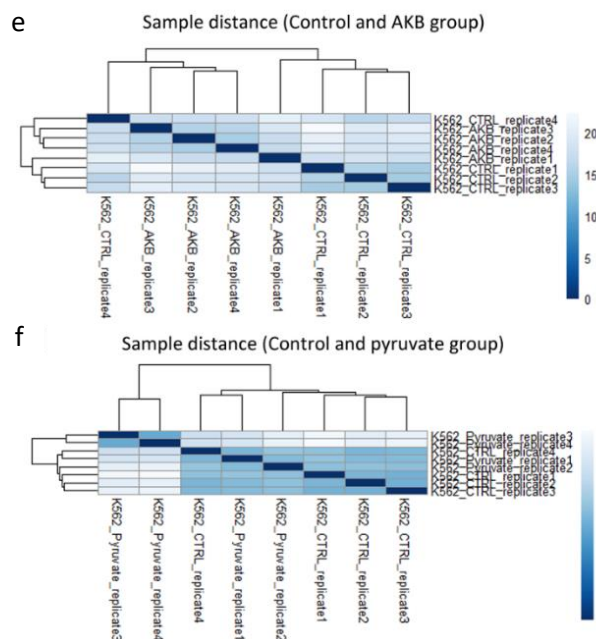 e
Sample distance (Control and AKB group)
K562_CTRL_replicate4
K562_AKB_replicate3
K562_AKB_replicate2
K562_AKB_replicate4
K562_AKB_replicate1
K562_CTRL_replicate1
K562_CTRL_replicate2
K562_CTRL_replicate3
20
15
10
5
0
K562_CTRL_replicate4
K562_AKB_replicate3
K562_AKB_replicate2
K562_AKB_replicate4
K562_AKB_replicate1
K562_CTRL_replicate1
K562_CTRL_replicate2
K562_CTRL_replicate3
f
Sample distance (Control and pyruvate group)
K562_Pyruvate_replicate3
K562_Pyruvate_replicate4
K562_CTRL_replicate4
K562_Pyruvate_replicate1
K562_Pyruvate_replicate2
K562_CTRL_replicate1
K562_CTRL_replicate2
K562_CTRL_replicate3
K562_Pyruvate_replicate3
K562_Pyruvate_replicate4
K562_CTRL_replicate4
K562_Pyruvate_replicate1
K562_Pyruvate_replicate2
K562_CTRL_replicate1
K562_CTRL_replicate2
K562_CTRL_replicate3